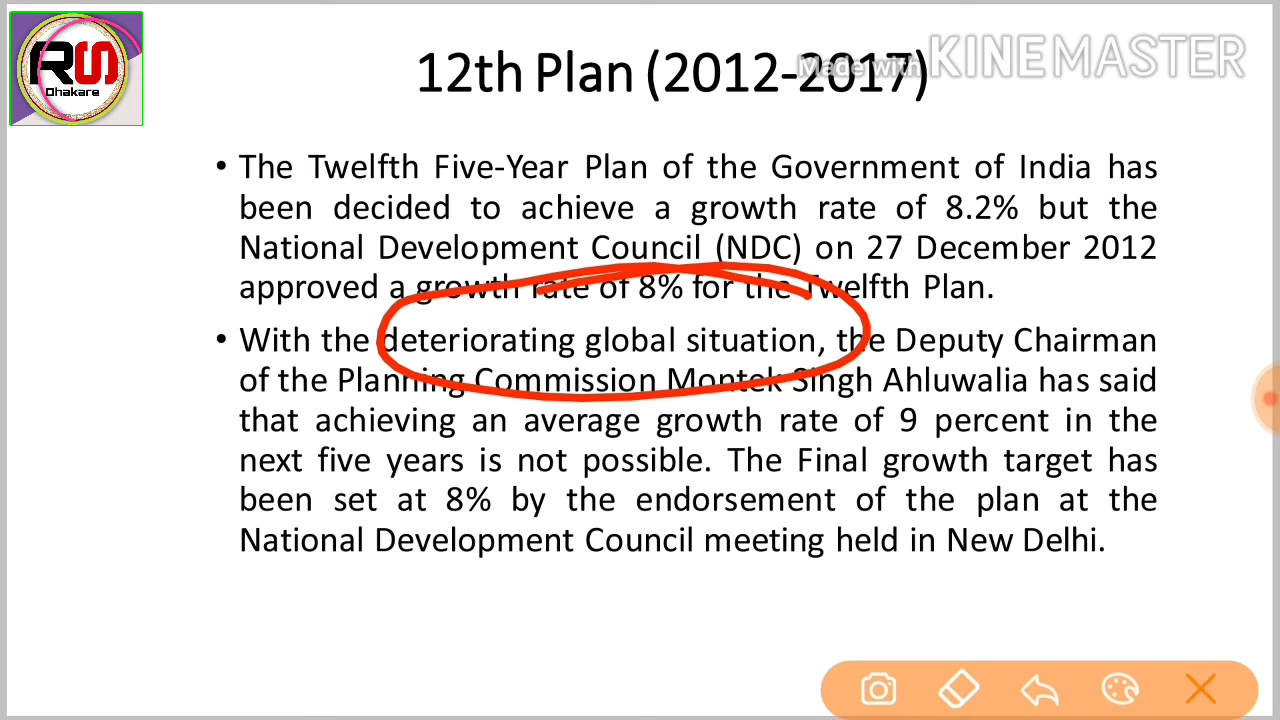 RS
Dhakare
12th Plan (2012-2017)
Made with KINEMASTER
• The Twelfth Five-Year Plan of the Government of India has
been decided to achieve a growth rate of 8.2% but the
National Development Council (NDC) on 27 December 2012
approved a growth rate of 8% for the Twelfth Plan.
• With the deteriorating global situation, the Deputy Chairman
of the Planning Commission Montek Singh Ahluwalia has said
that achieving an average growth rate of 9 percent in the
next five years is not possible. The Final growth target has
been set at 8% by the endorsement of the plan at the
National Development Council meeting held in New Delhi.